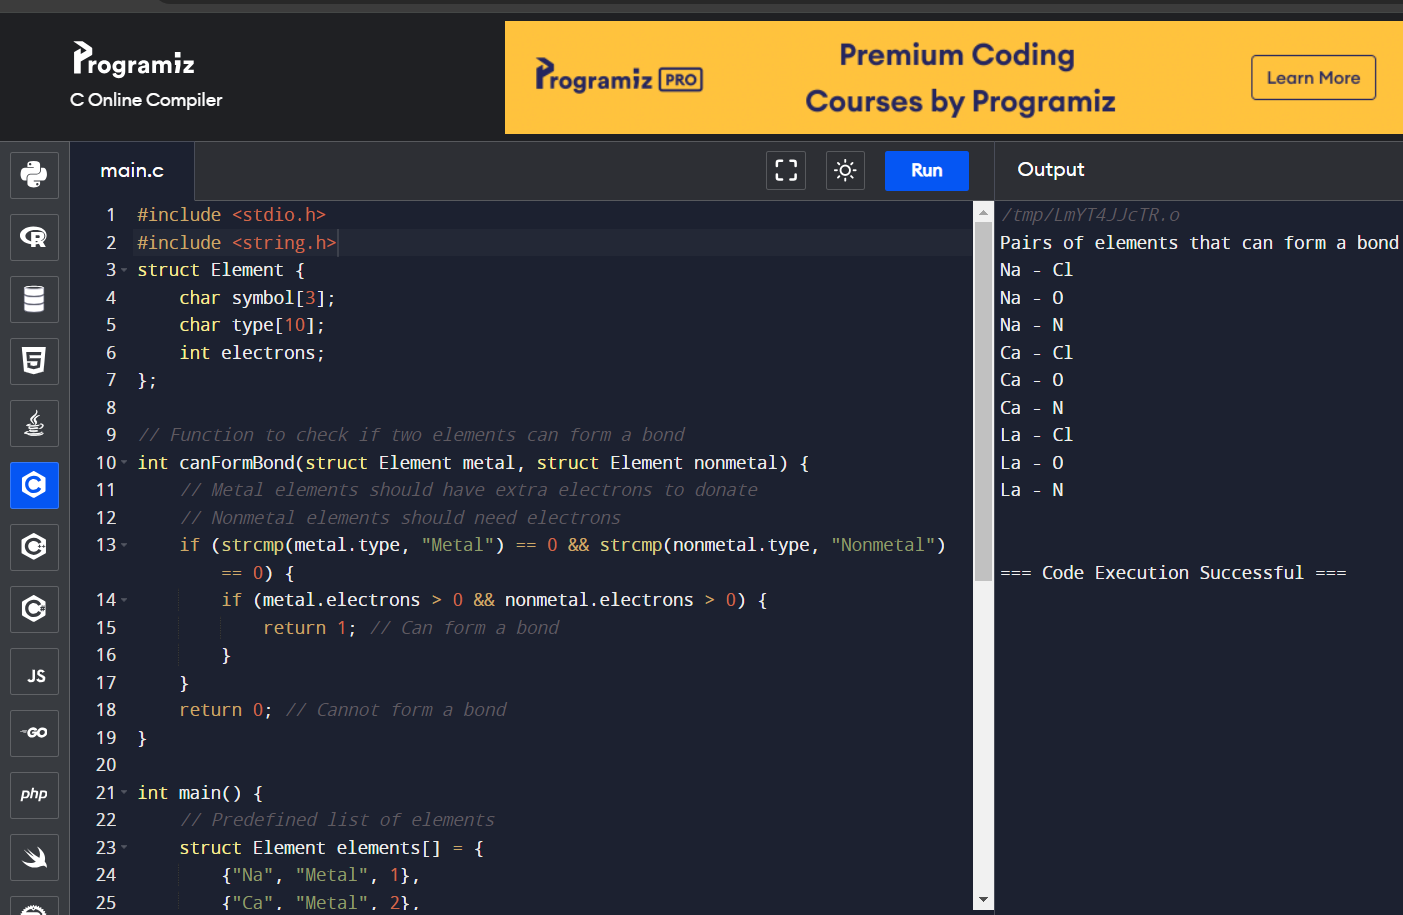 Programiz
C Online Compiler
Programiz PRO
Premium Coding
Courses by Programiz
Learn More
main.c
Run
Output
1 #include <stdio.h>
2 #include <string.h>
3 struct Element {
4 char symbol[3];
5 char type[10];
6 int electrons;
7 };
8
9 // Function to check if two elements can form a bond
10 int canFormBond(struct Element metal, struct Element nonmetal) {
11 // Metal elements should have extra electrons to donate
12 // Nonmetal elements should need electrons
13 if (strcmp(metal.type, "Metal") == 0 && strcmp(nonmetal.type, "Nonmetal")
== 0) {
14 if (metal.electrons > 0 && nonmetal.electrons > 0) {
15 return 1; // Can form a bond
16 }
17 }
18 return 0; // Cannot form a bond
19 }
20
21 int main() {
22 // Predefined list of elements
23 struct Element elements[] = {
24 {"Na", "Metal", 1},
25 {"Ca", "Metal", 2},
/tmp/LmYT4JJcTR.o
Pairs of elements that can form a bond
Na - Cl
Na - O
Na - N
Ca - Cl
Ca - O
Ca - N
La - Cl
La - O
La - N
=== Code Execution Successful ===
R
5
C
C++
C#
JS
GO
php